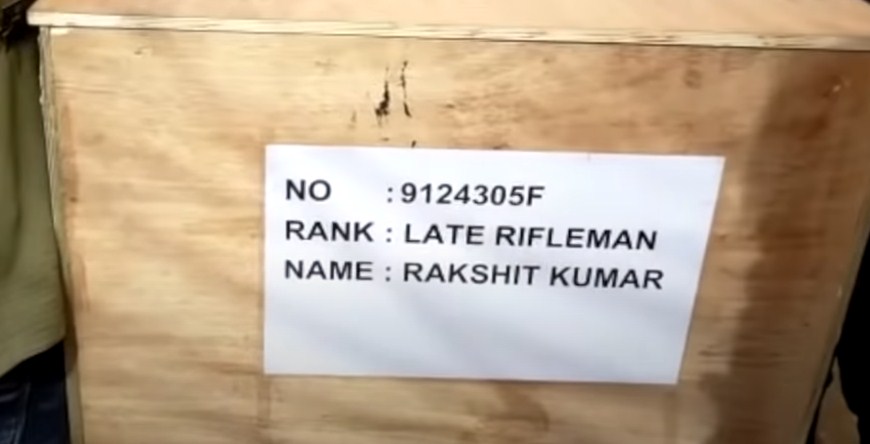 NO : 9124305F
RANK : LATE RIFLEMAN
NAME : RAKSHIT KUMAR